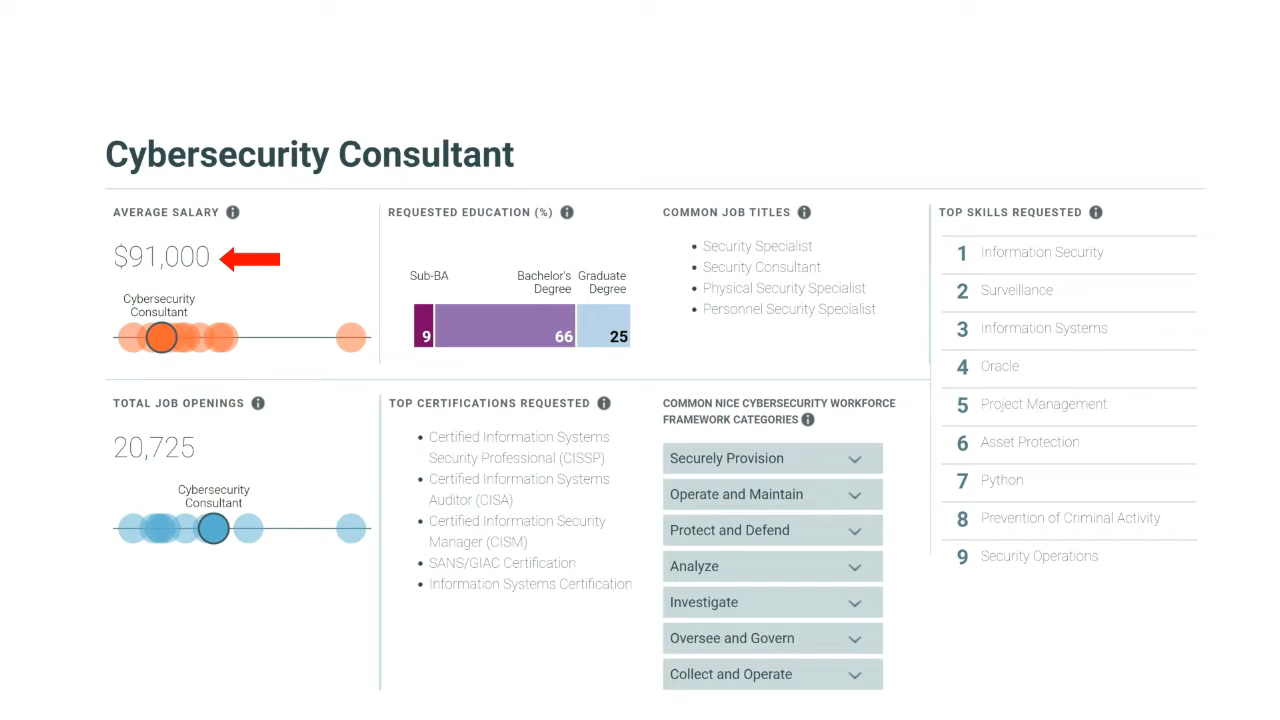 Cybersecurity Consultant
AVERAGE SALARY
$91,000
Cybersecurity
Consultant
REQUESTED EDUCATION (%)
Sub-BA
Bachelor's
Degree
Graduate
Degree
9
66
25
COMMON JOB TITLES
Security Specialist
Security Consultant
Physical Security Specialist
Personnel Security Specialist
TOTAL JOB OPENINGS
20,725
Cybersecurity
Consultant
TOP CERTIFICATIONS REQUESTED
Certified Information Systems
Security Professional (CISSP)
Certified Information Systems
Auditor (CISA)
Certified Information Security
Manager (CISM)
SANS/GIAC Certification
Information Systems Certification
COMMON NICE CYBERSECURITY WORKFORCE
FRAMEWORK CATEGORIES
Securely Provision
Operate and Maintain
Protect and Defend
Analyze
Investigate
Oversee and Govern
Collect and Operate
TOP SKILLS REQUESTED
1 Information Security
2 Surveillance
3 Information Systems
4 Oracle
5 Project Management
6 Asset Protection
7 Python
8 Prevention of Criminal Activity
9 Security Operations